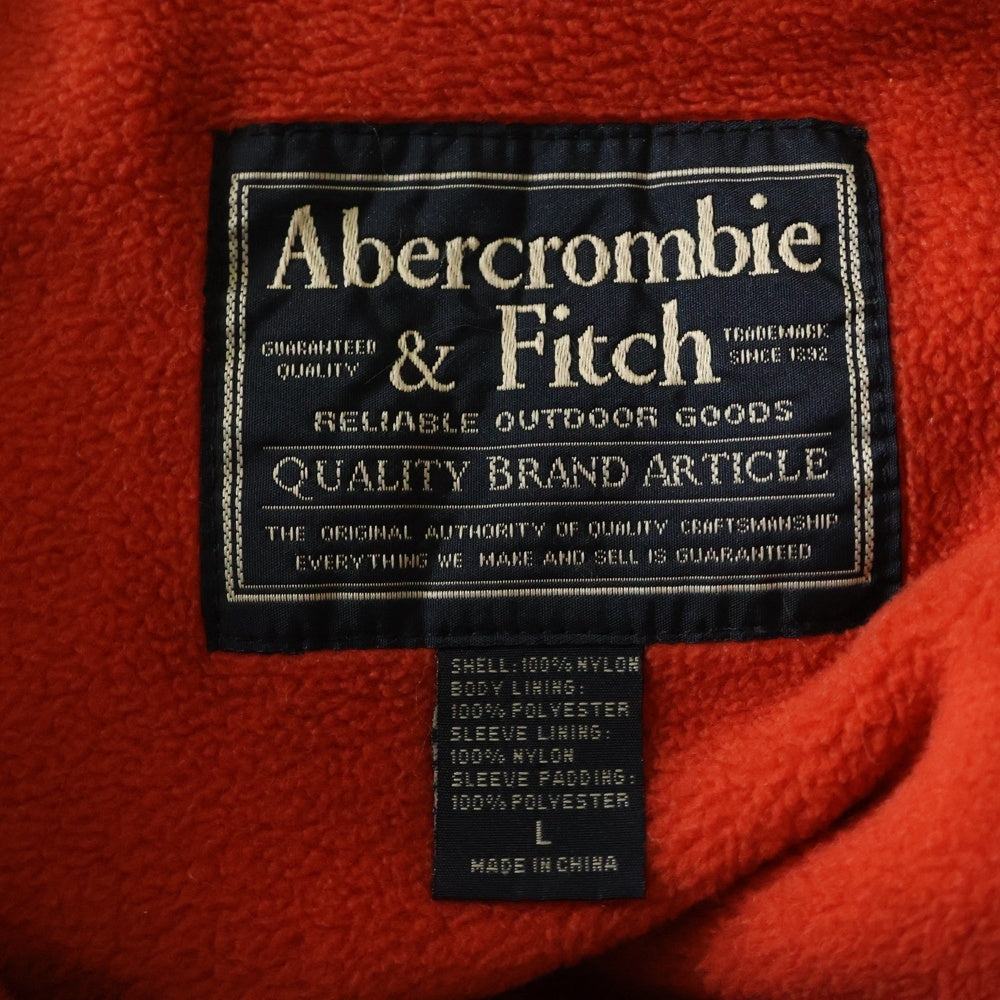 Abercrombie
& Fitch
GUARANTEED
QUALITY
TRADEMARK
SINCE 1892
RELIABLE OUTDOOR GOODS
QUALITY BRAND ARTICLE
THE ORIGINAL AUTHORITY OF QUALITY CRAFTSMANSHIP
EVERYTHING WE MAKE AND SELL IS GUARANTEED
SHELL: 100% NYLON
BODY LINING:
100% POLYESTER
SLEEVE LINING:
100% NYLON
SLEEVE PADDING:
100% POLYESTER
L
MADE IN CHINA